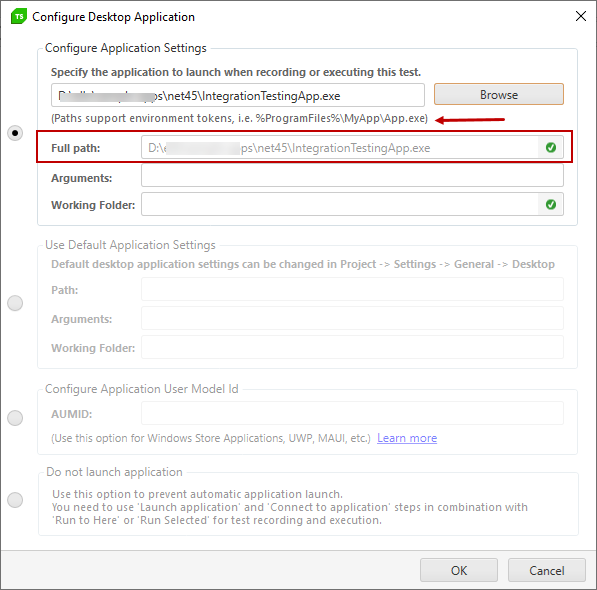 TS Configure Desktop Application
Configure Application Settings
Specify the application to launch when recording or executing this test.
\net45\IntegrationTestingApp.exe
Browse
(Paths support environment tokens, i.e. %ProgramFiles%\MyApp\App.exe)
Full path:
D:\ \net45\IntegrationTestingApp.exe
Arguments:
Working Folder:
Use Default Application Settings
Default desktop application settings can be changed in Project -> Settings -> General -> Desktop
Path:
Arguments:
Working Folder:
Configure Application User Model Id
AUMID:
(Use this option for Windows Store Applications, UWP, MAUI, etc.) Learn more
Do not launch application
Use this option to prevent automatic application launch.
You need to use 'Launch application' and 'Connect to application' steps in combination with
'Run to Here' or 'Run Selected' for test recording and execution.
OK
Cancel